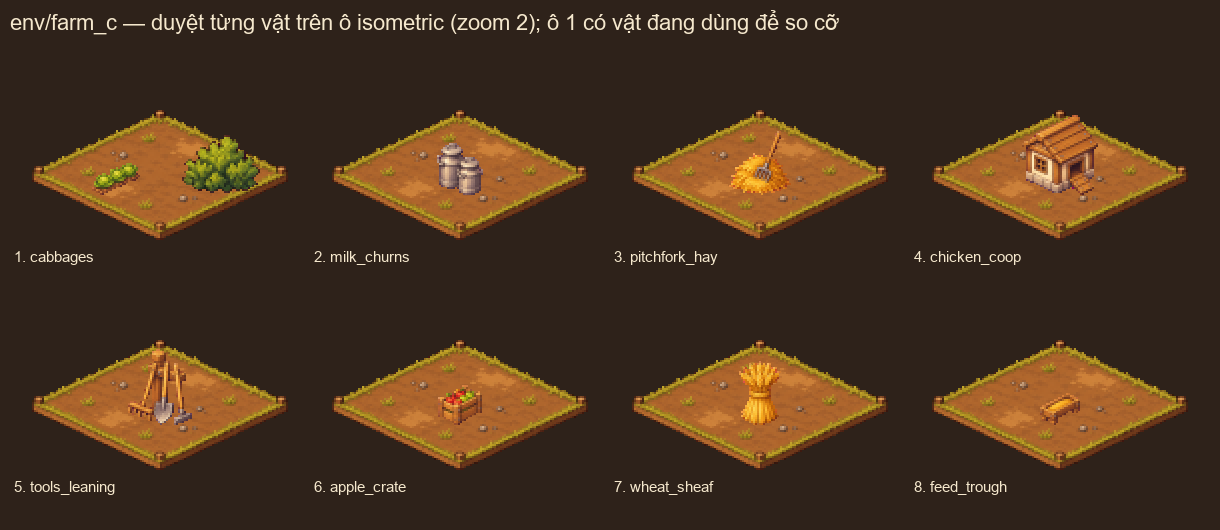 env/farm_c — duyệt từng vật trên ô isometric (zoom 2); ô 1 có vật đang dùng để so cỡ
1. cabbages
2. milk_churns
3. pitchfork_hay
4. chicken_coop
5. tools_leaning
6. apple_crate
7. wheat_sheaf
8. feed_trough